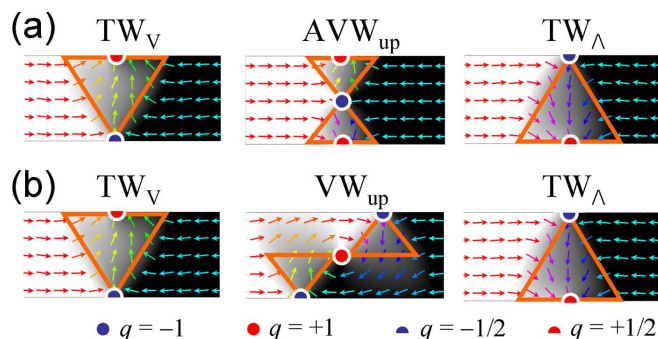 (a) TW_V AVW_up TW_Λ
(b) TW_V VW_up TW_Λ
q = −1 q = +1 q = −1/2 q = +1/2